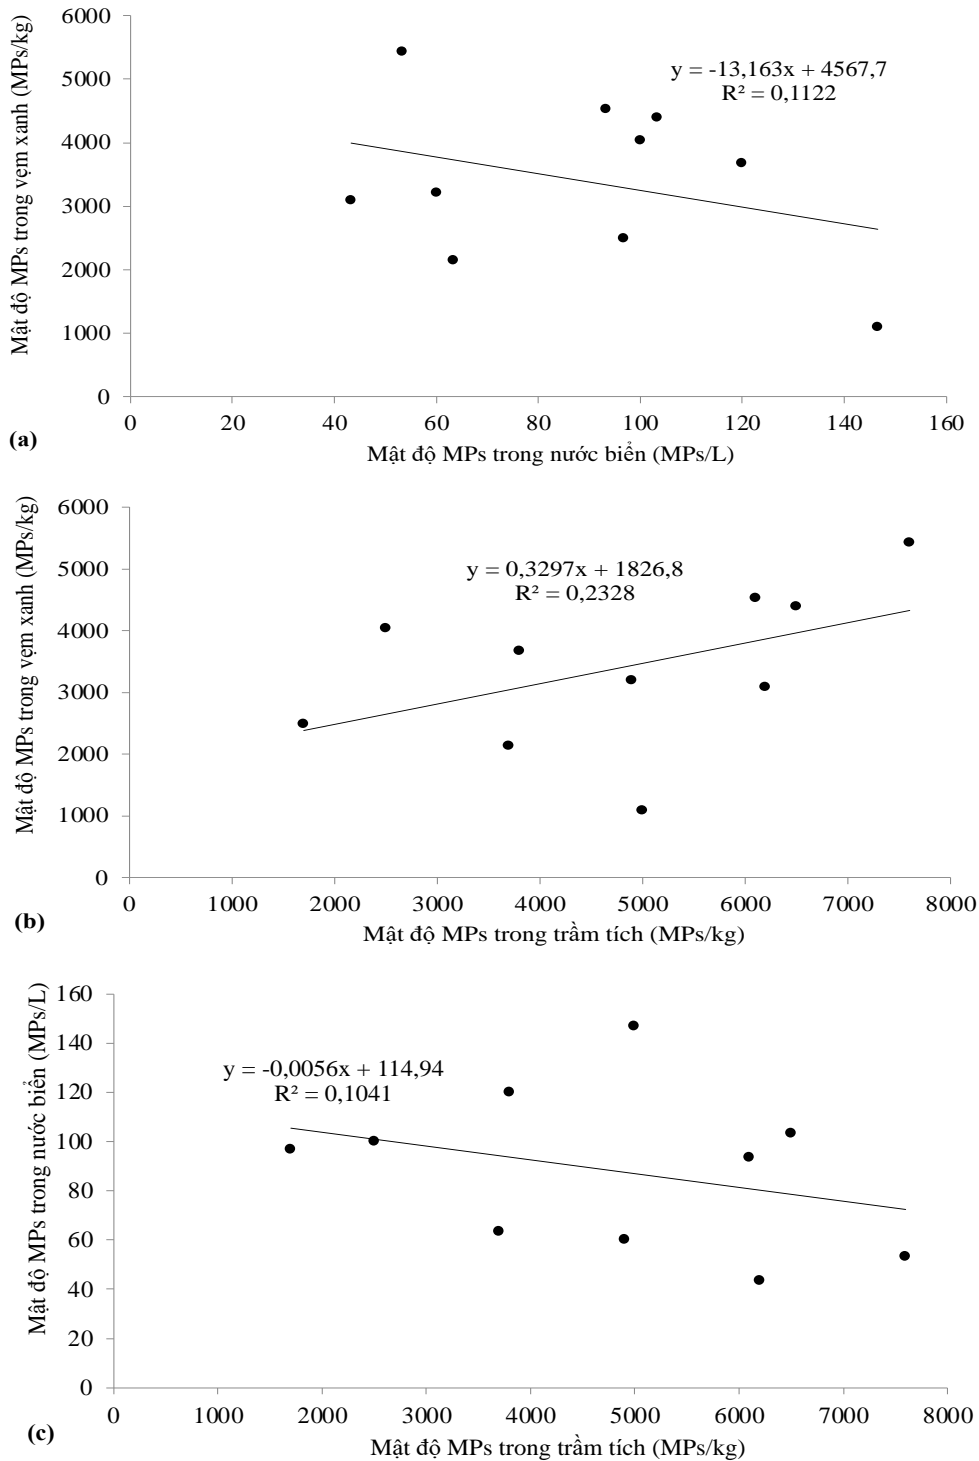 Mật độ MPs trong vẹm xanh (MPs/kg)
6000
5000
4000
3000
2000
1000
0
y = -13,163x + 4567,7
R² = 0,1122
0 20 40 60 80 100 120 140 160
(a)
Mật độ MPs trong nước biển (MPs/L)
Mật độ MPs trong vẹm xanh (MPs/kg)
6000
5000
4000
3000
2000
1000
0
y = 0,3297x + 1826,8
R² = 0,2328
0 1000 2000 3000 4000 5000 6000 7000 8000
(b)
Mật độ MPs trong trầm tích (MPs/kg)
Mật độ MPs trong nước biển (MPs/L)
160
140
120
100
80
60
40
20
0
y = -0,0056x + 114,94
R² = 0,1041
0 1000 2000 3000 4000 5000 6000 7000 8000
(c)
Mật độ MPs trong trầm tích (MPs/kg)